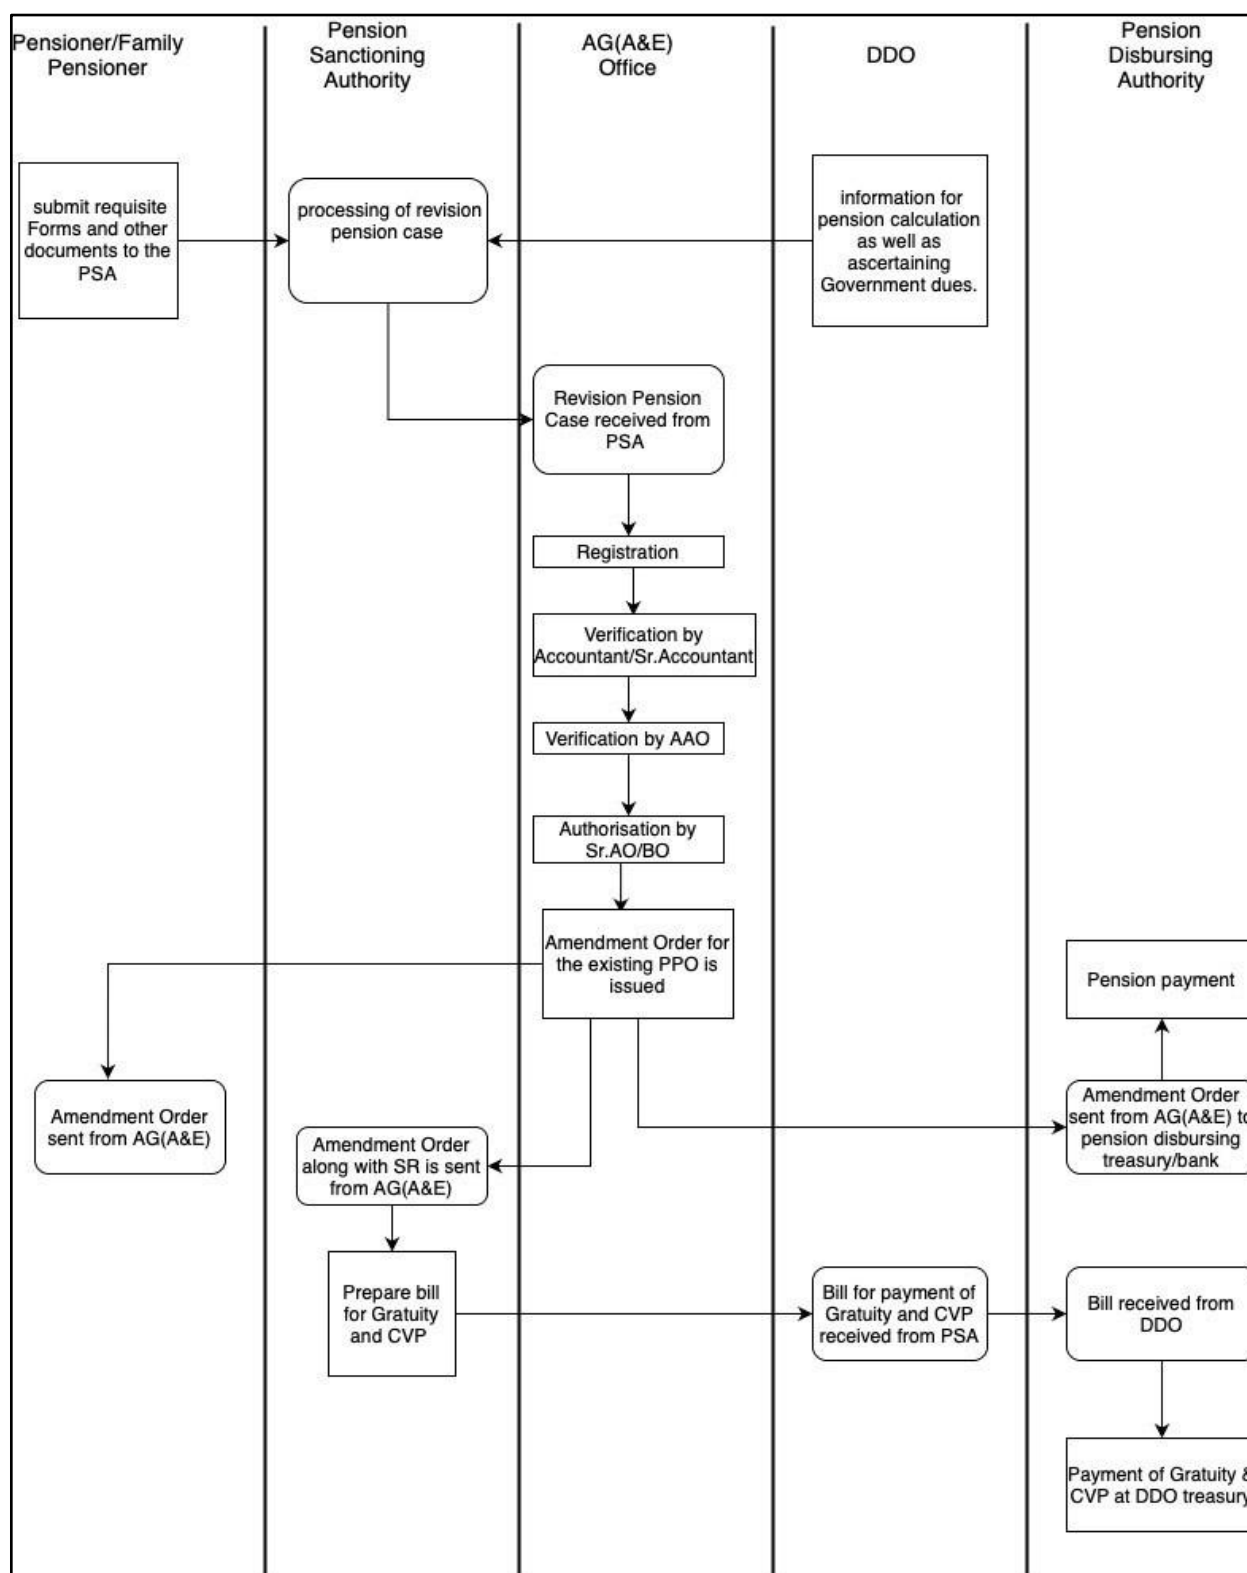 Pensioner/Family
Pensioner
Pension
Sanctioning
Authority
AG(A&E)
Office
DDO
Pension
Disbursing
Authority
submit requisite
Forms and other
documents to the
PSA
processing of revision
pension case
information for
pension calculation
as well as
ascertaining
Government dues.
Revision Pension
Case received from
PSA
Registration
Verification by
Accountant/Sr.Accountant
Verification by AAO
Authorisation by
Sr.AO/BO
Amendment Order for
the existing PPO is
issued
Pension payment
Amendment Order
sent from AG(A&E)
Amendment Order
along with SR is sent
from AG(A&E)
Amendment Order
sent from AG(A&E) to
pension disbursing
treasury/bank
Prepare bill
for Gratuity
and CVP
Bill for payment of
Gratuity and CVP
received from PSA
Bill received from
DDO
Payment of Gratuity &
CVP at DDO treasury